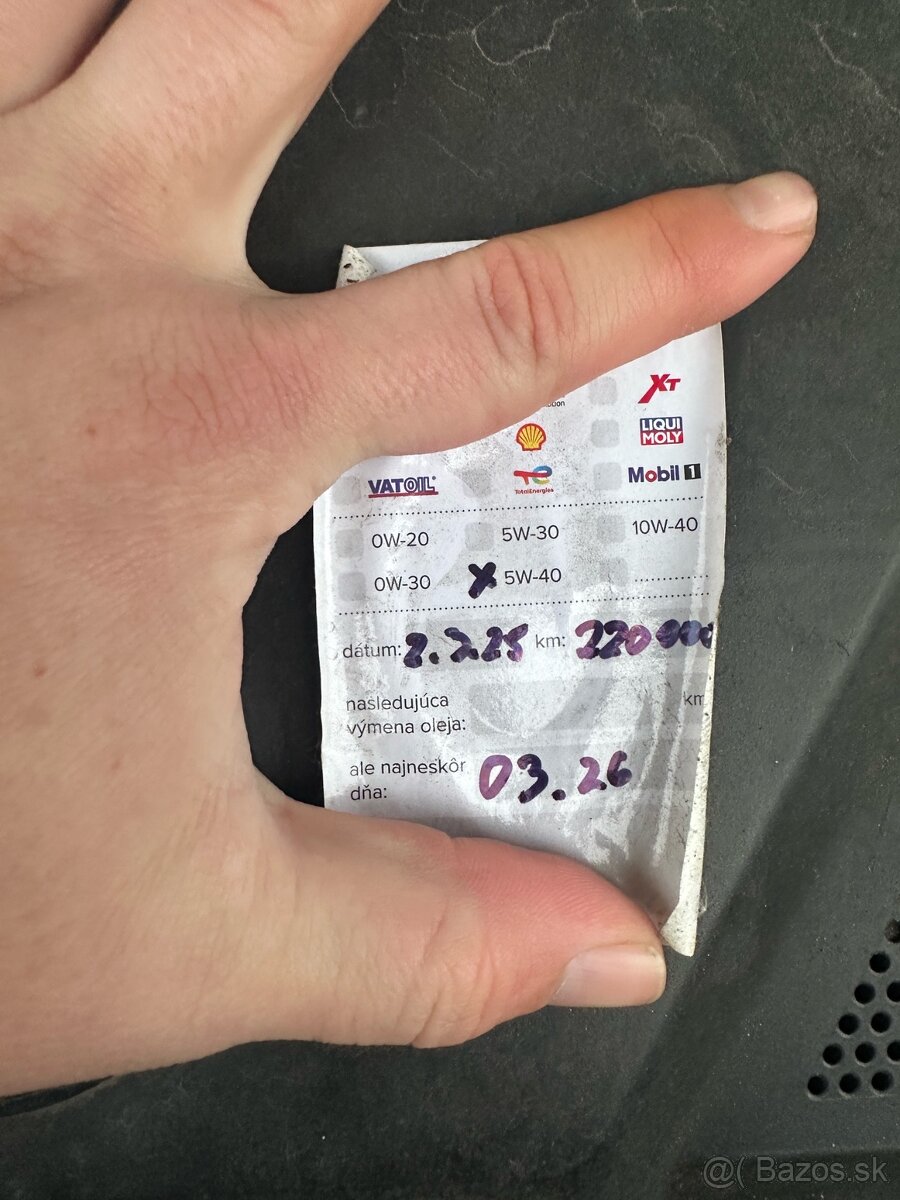 XT
LIQUI MOLY
VATOIL® TotalEnergies Mobil 1
0W-20 5W-30 10W-40
0W-30 x 5W-40 ..............
dátum: 2.2.25 km: 220 000
nasledujúca km
výmena oleja:
ale najneskôr 03.26
dňa:
@( Bazos.sk